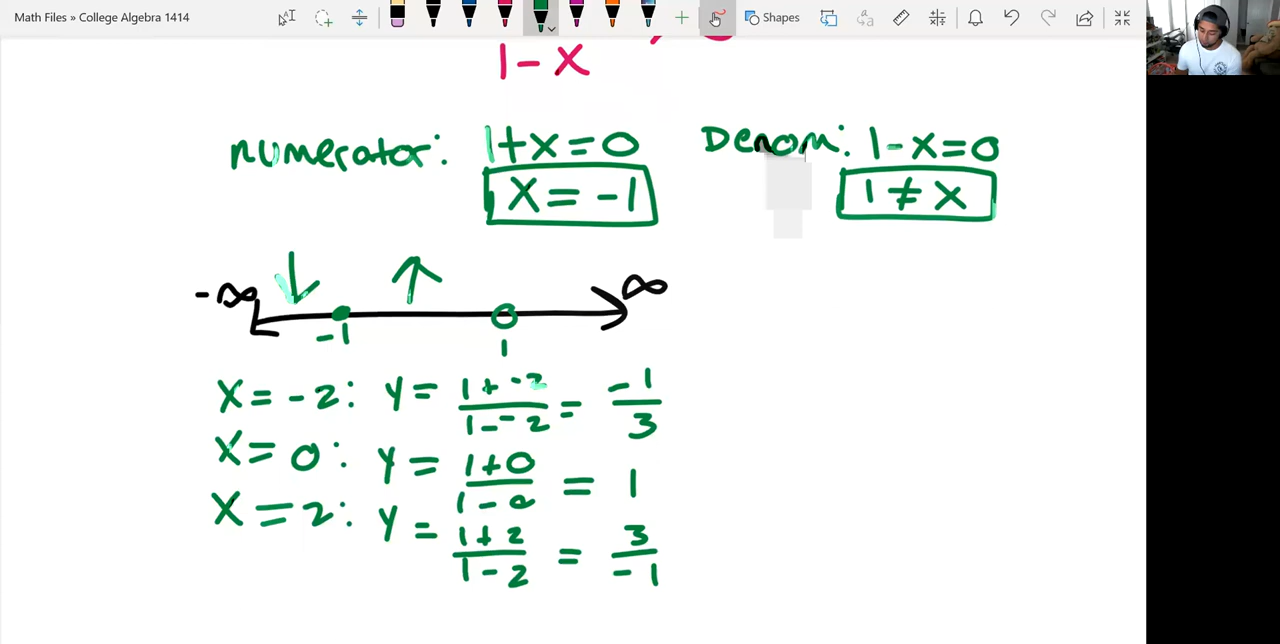 Math Files » College Algebra 1414
Shapes
1 - x
numerator: 1+x=0
x = -1
Denom: 1-x=0
1 ≠ x
-∞ ∞
-1 1
x = -2: y = (1 + -2)/(1 - -2) = -1/3
x = 0: y = (1+0)/(1-0) = 1
x = 2: y = (1+2)/(1-2) = 3/-1